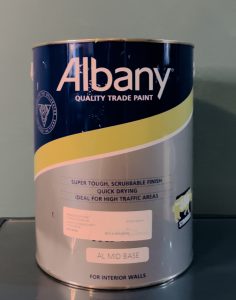 Albany
QUALITY TRADE PAINT
SUPER TOUGH, SCRUBBABLE FINISH
QUICK DRYING
IDEAL FOR HIGH TRAFFIC AREAS
AL MID BASE
FOR INTERIOR WALLS